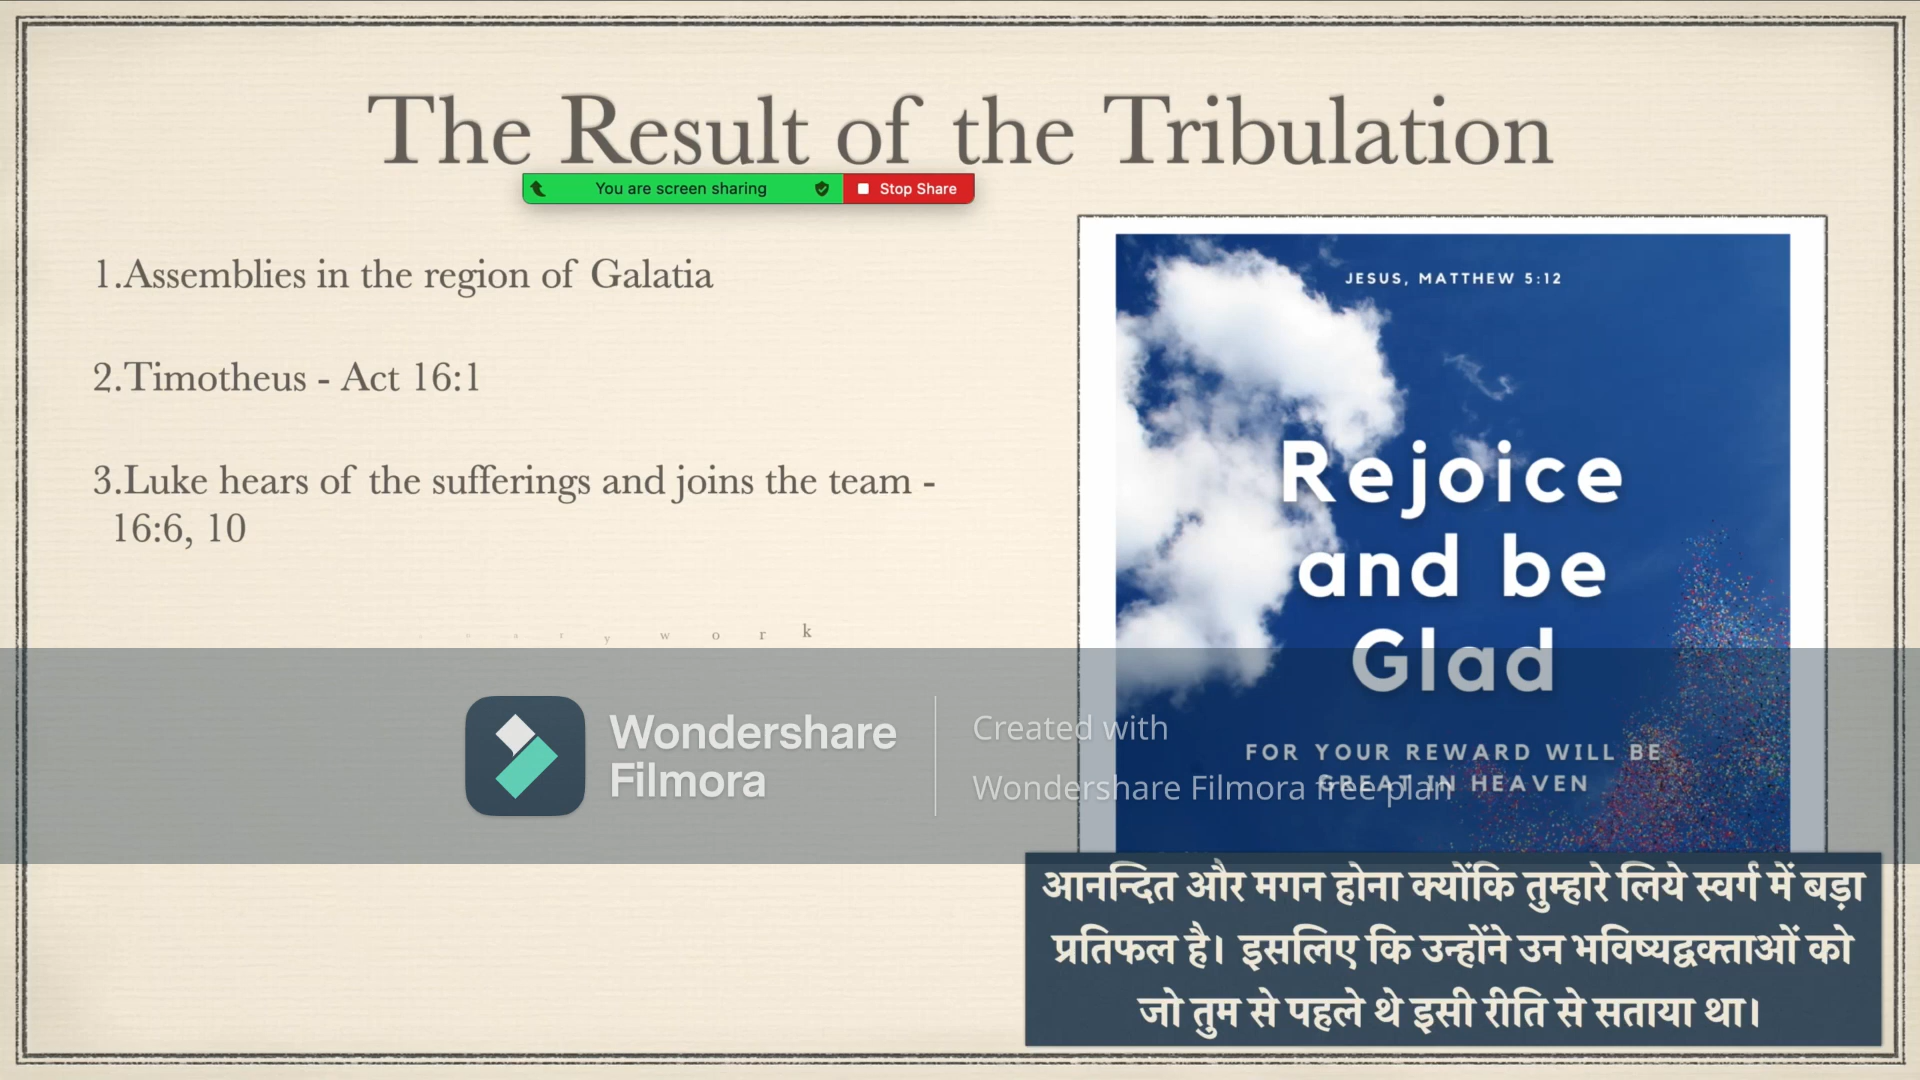 The Result of the Tribulation
You are screen sharing
Stop Share
1.Assemblies in the region of Galatia
2.Timotheus - Act 16:1
3.Luke hears of the sufferings and joins the team -
16:6, 10
y w o r k
JESUS, MATTHEW 5:12
Rejoice
and be
Glad
FOR YOUR REWARD WILL BE
GREAT IN HEAVEN
Wondershare
Filmora
Created with
Wondershare Filmora free plan
आनन्दित और मगन होना क्योंकि तुम्हारे लिये स्वर्ग में बड़ा
प्रतिफल है। इसलिए कि उन्होंने उन भविष्यद्वक्ताओं को
जो तुम से पहले थे इसी रीति से सताया था।